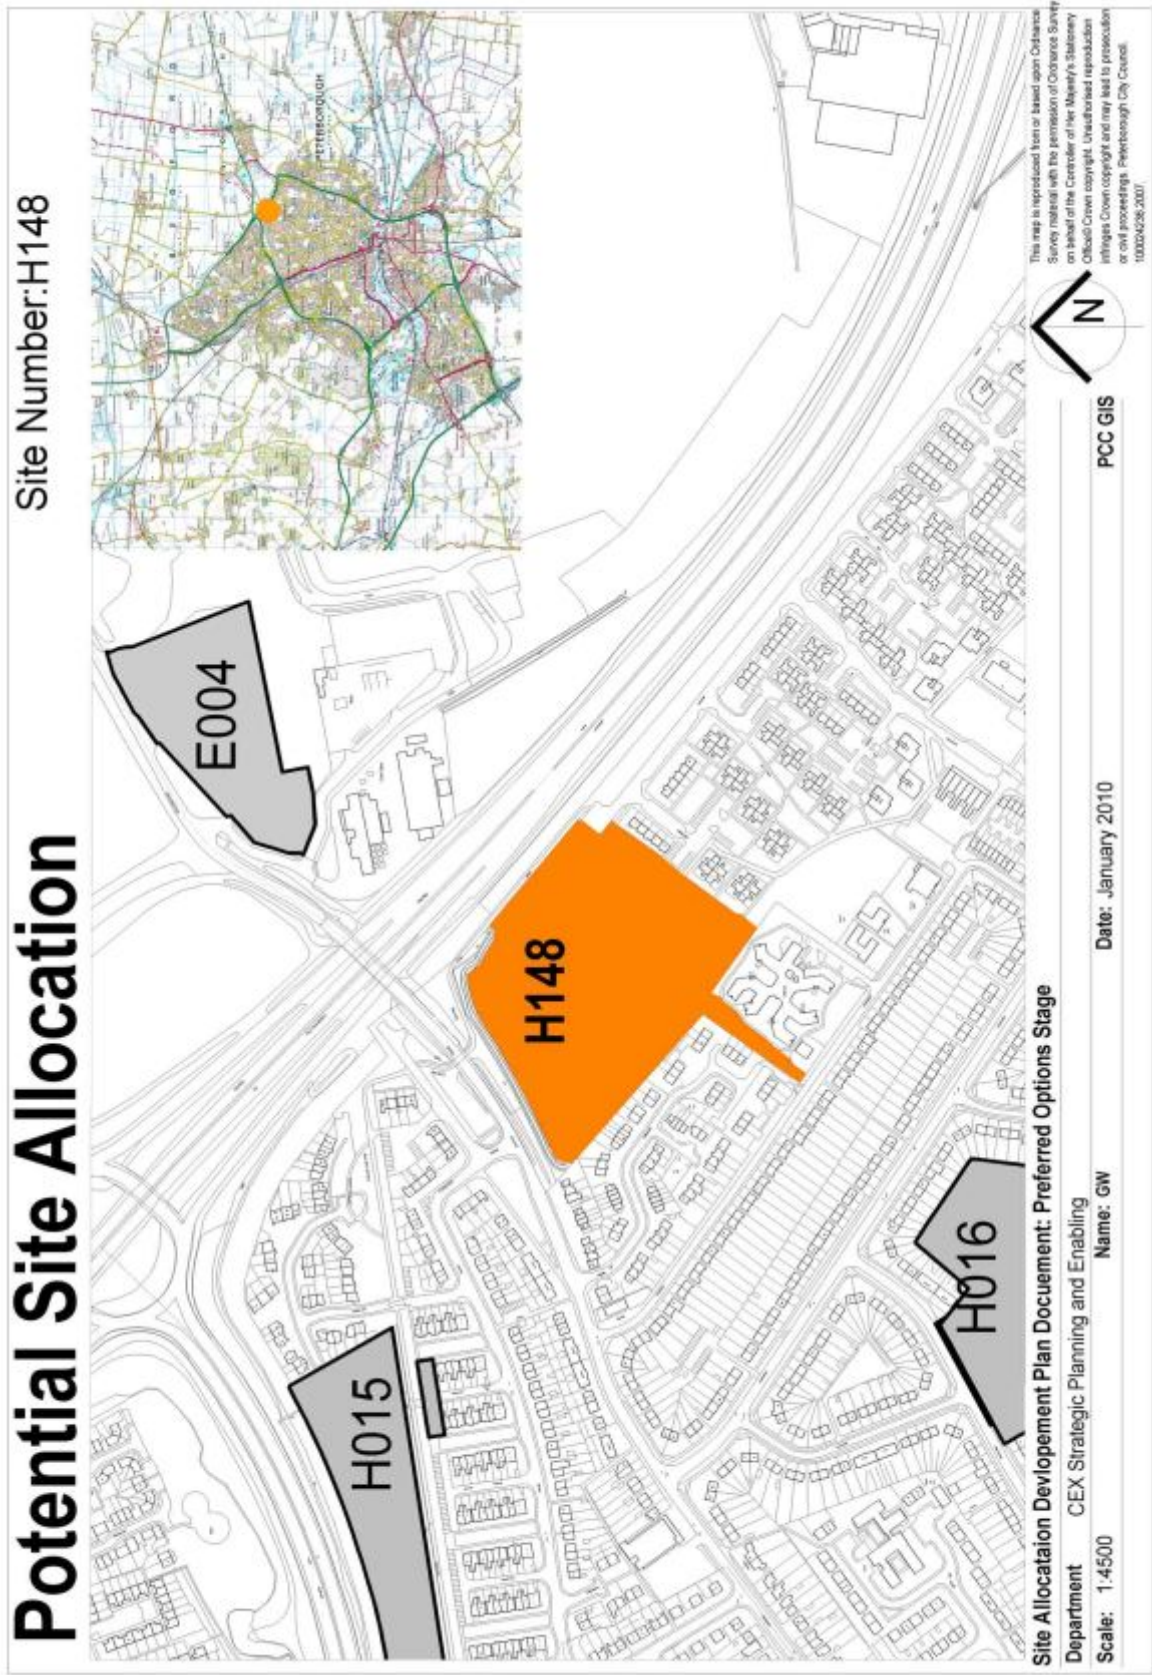 Potential Site Allocation
Site Number:H148
PETERBOROUGH
E004
H148
H015
H016
N
Site Allocataion Devlopement Plan Docuement: Preferred Options Stage
Department CEX Strategic Planning and Enabling
Scale: 1:4500 Name: GW Date: January 2010 PCC GIS
This map is reproduced from or based upon Ordnance
Survey material with the permission of Ordnance Survey
on behalf of the Controller of Her Majesty's Stationery
Office© Crown copyright. Unauthorised reproduction
infringes Crown copyright and may lead to prosecution
or civil proceedings. Peterborough City Council.
100024236,2007.